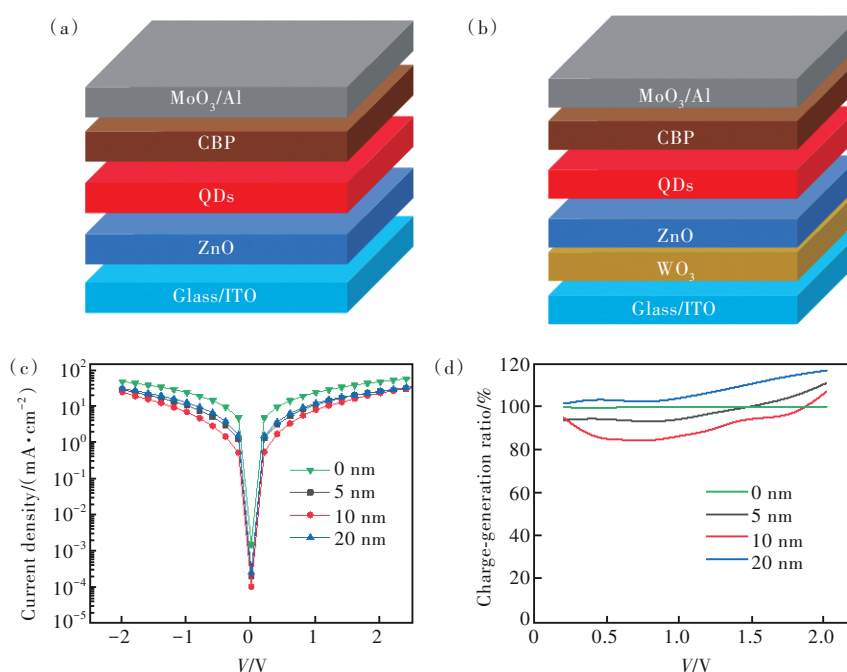 (a)
MoO₃/Al
CBP
QDs
ZnO
Glass/ITO
(b)
MoO₃/Al
CBP
QDs
ZnO
WO₃
Glass/ITO
(c)
Current density/(mA·cm⁻²)
10²
10¹
10⁰
10⁻¹
10⁻²
10⁻³
10⁻⁴
10⁻⁵
0 nm
5 nm
10 nm
20 nm
−2
−1
0
1
2
V/V
(d)
Charge-generation ratio/%
120
100
80
60
40
20
0
0 nm
5 nm
10 nm
20 nm
0
0.5
1.0
1.5
2.0
V/V